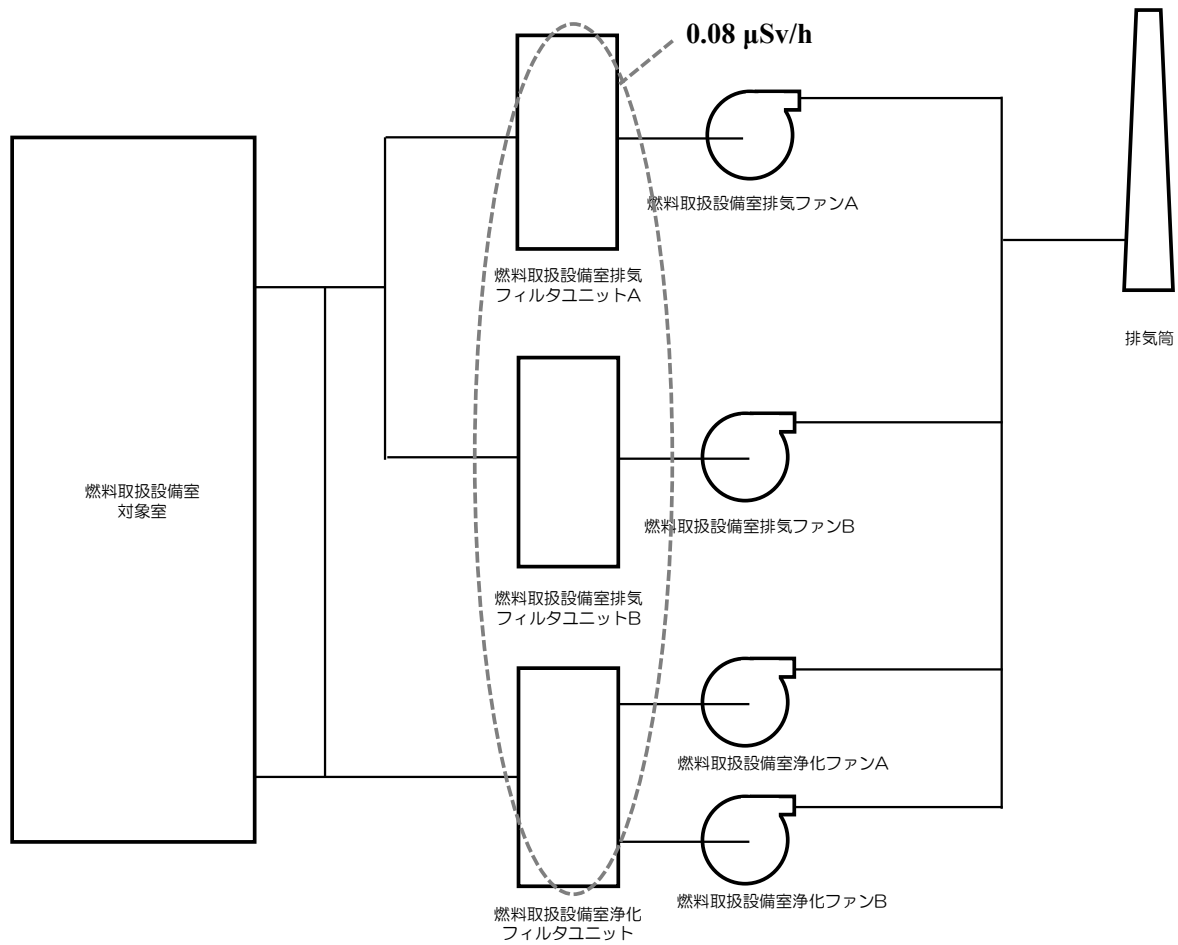 0.08 μSv/h
燃料取扱設備室排気ファンA
燃料取扱設備室排気
フィルタユニットA
排気筒
燃料取扱設備室
対象室
燃料取扱設備室排気ファンB
燃料取扱設備室排気
フィルタユニットB
燃料取扱設備室浄化ファンA
燃料取扱設備室浄化ファンB
燃料取扱設備室浄化
フィルタユニット